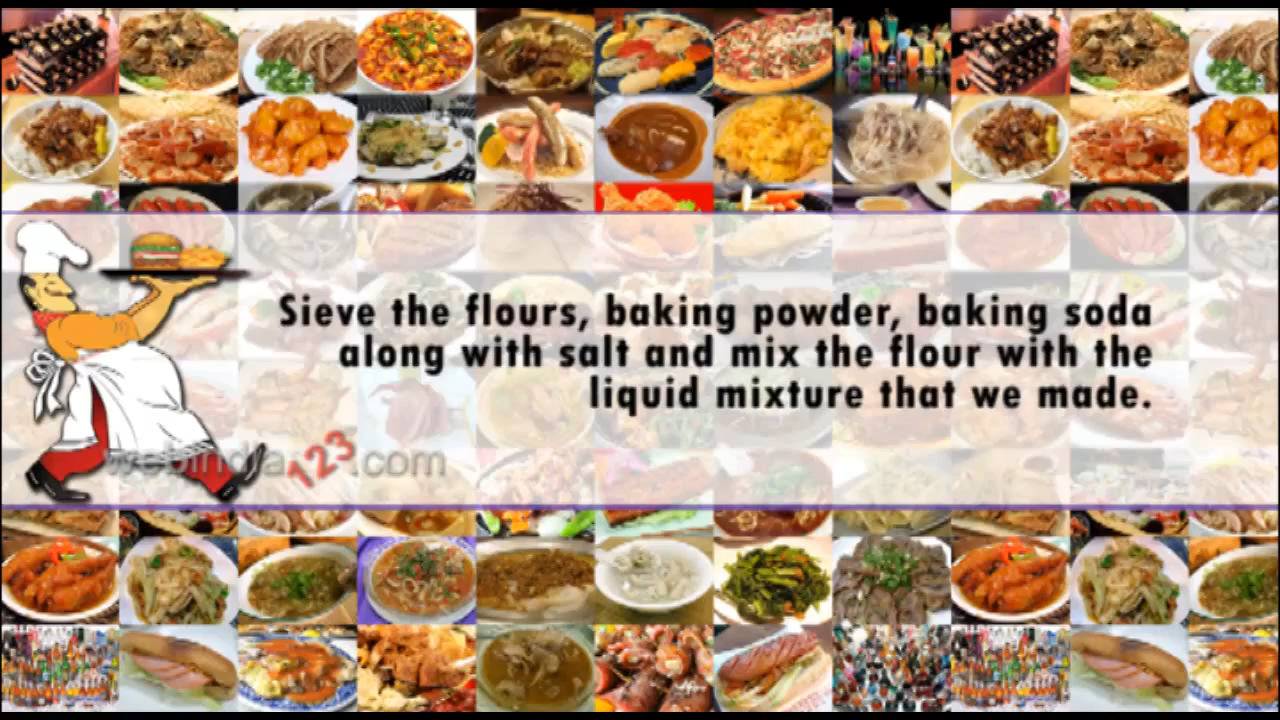 Sieve the flours, baking powder, baking soda
along with salt and mix the flour with the
liquid mixture that we made.
webindia123.com